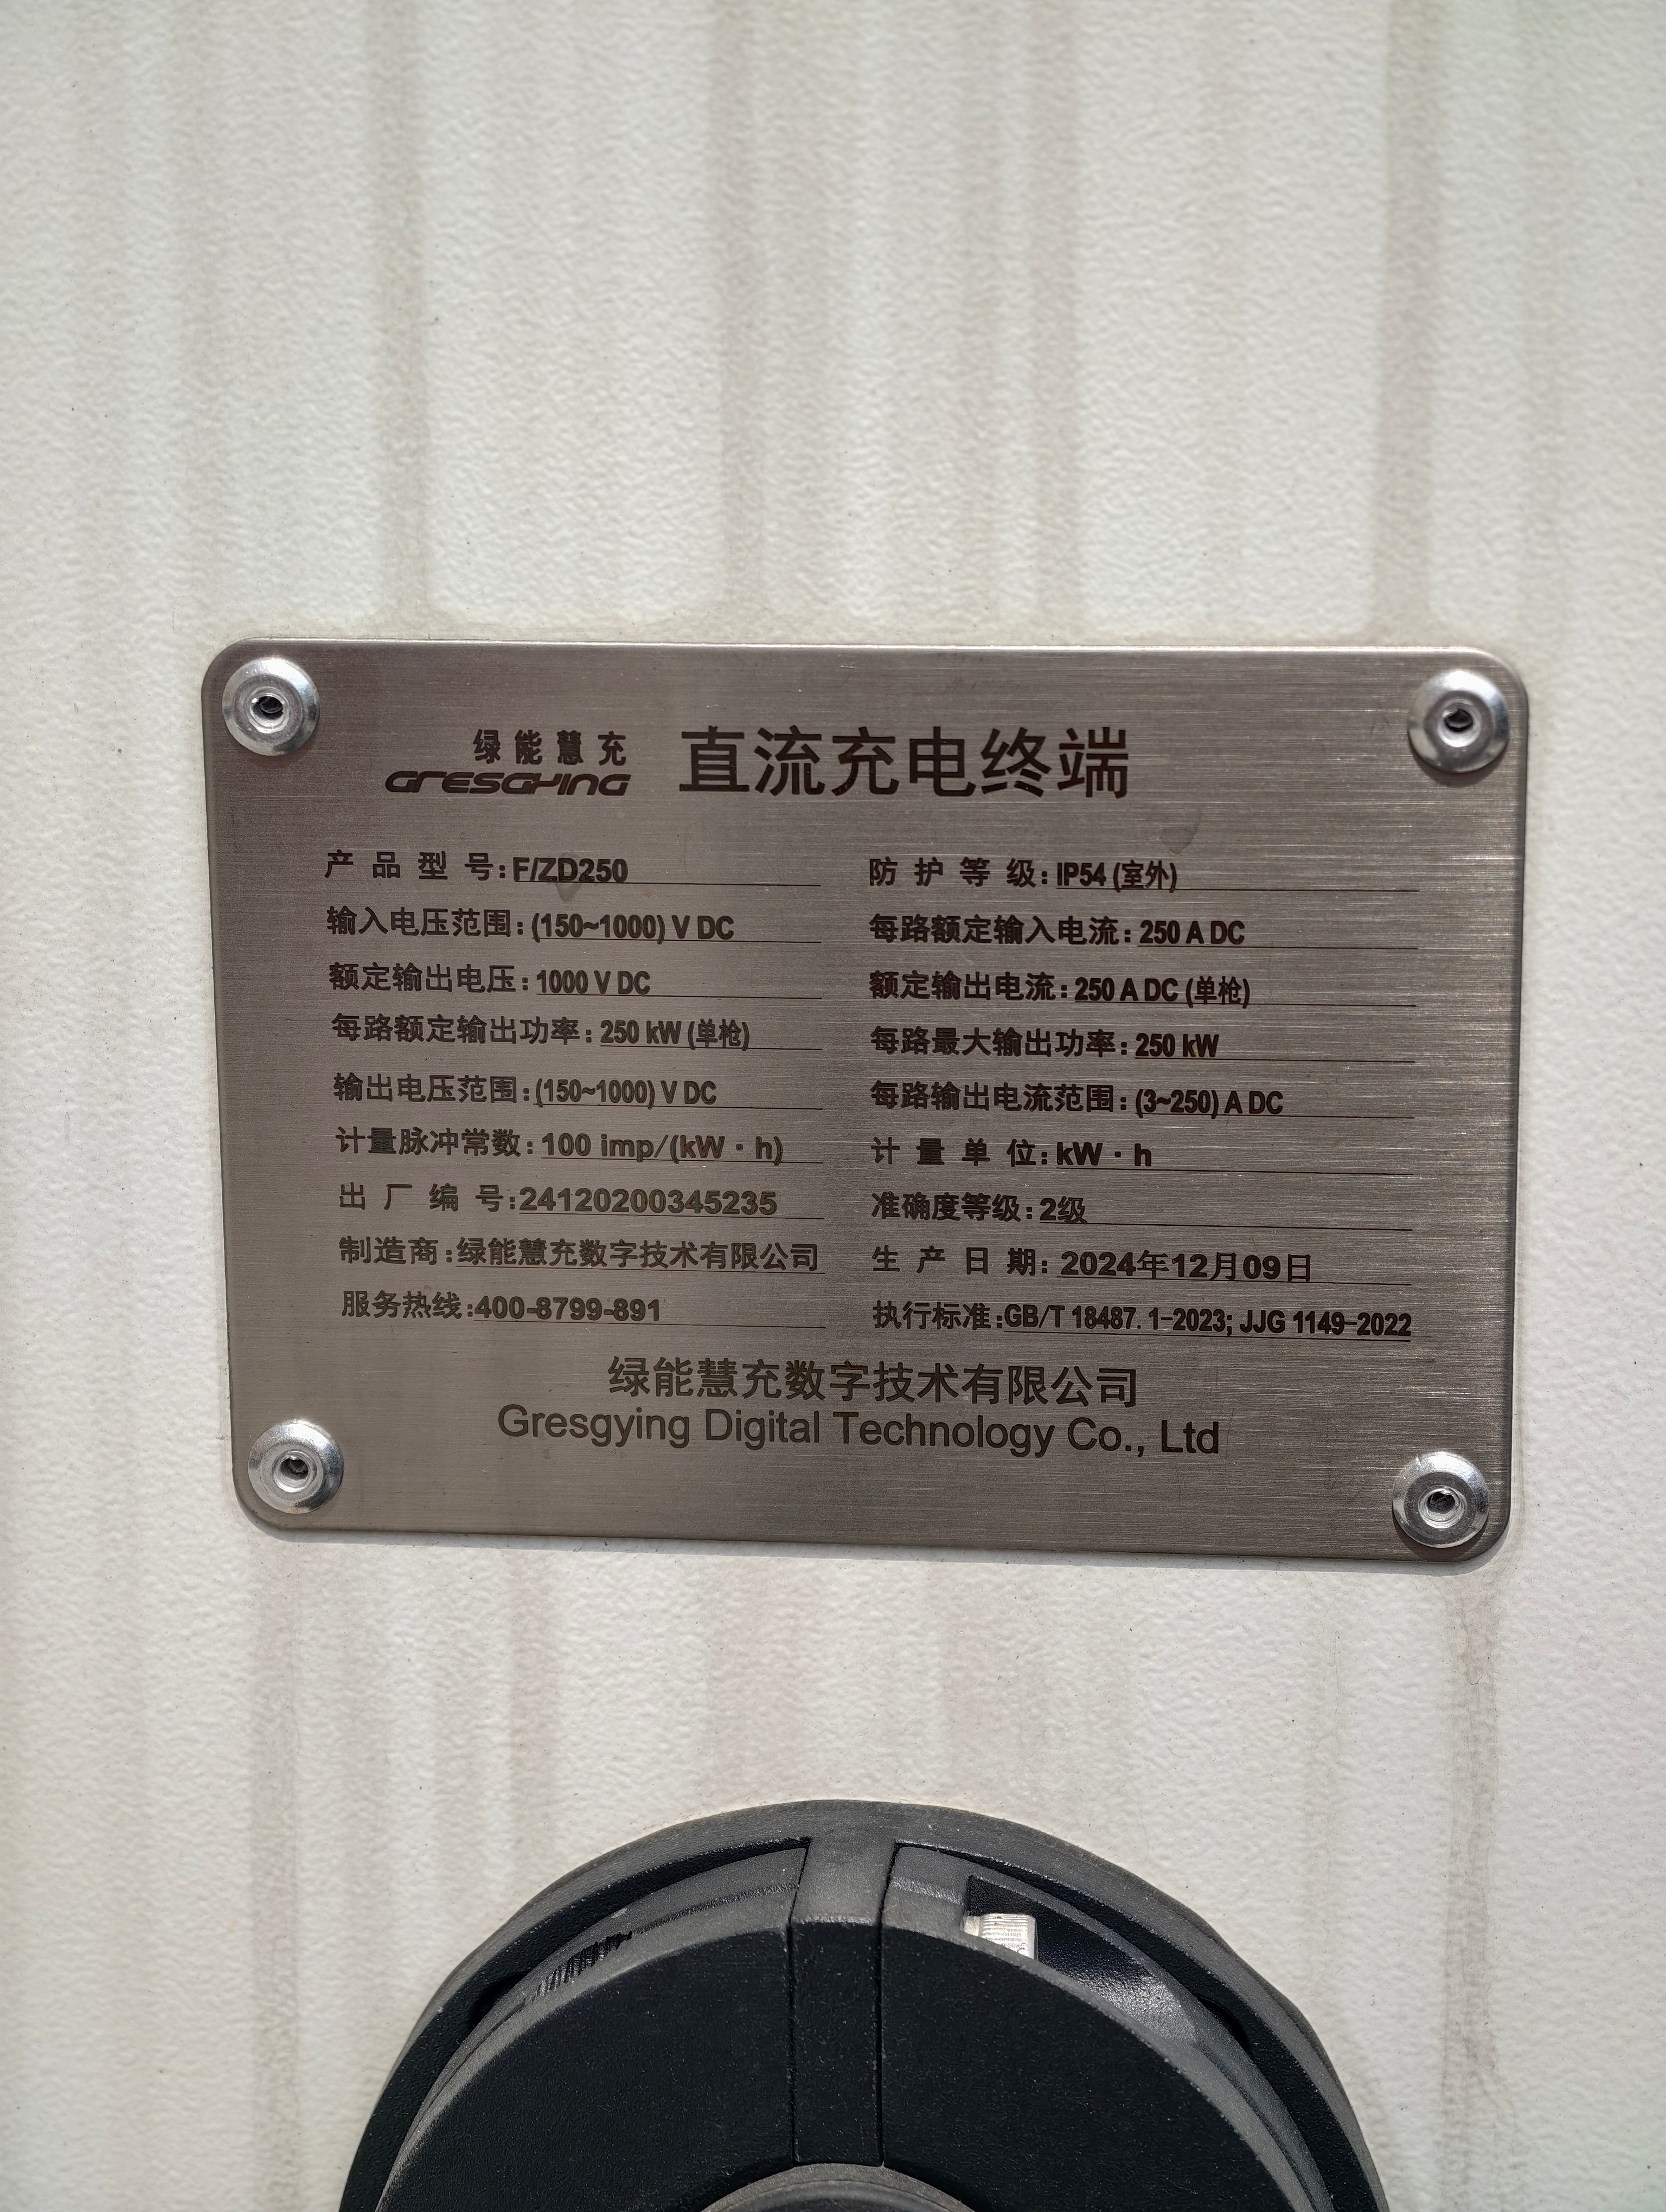 绿能慧充
GRESGYING
直流充电终端
产品型号:F/ZD250
防护等级:IP54 (室外)
输入电压范围:(150~1000) V DC
每路额定输入电流:250 A DC
额定输出电压:1000 V DC
额定输出电流:250 A DC (单枪)
每路额定输出功率:250 kW (单枪)
每路最大输出功率:250 kW
输出电压范围:(150~1000) V DC
每路输出电流范围:(3~250) A DC
计量脉冲常数:100 imp/(kW·h)
计量单位:kW·h
出厂编号:24120200345235
准确度等级:2级
制造商:绿能慧充数字技术有限公司
生产日期:2024年12月09日
服务热线:400-8799-891
执行标准:GB/T 18487.1-2023; JJG 1149-2022
绿能慧充数字技术有限公司
Gresgying Digital Technology Co., Ltd